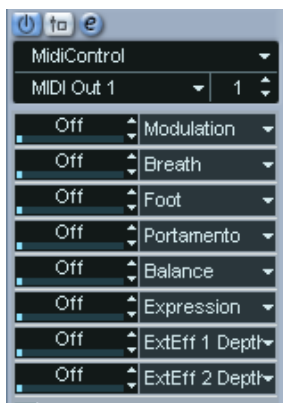 e
MidiControl
MIDI Out 1 1
Off Modulation
Off Breath
Off Foot
Off Portamento
Off Balance
Off Expression
Off ExtEff 1 Depth
Off ExtEff 2 Depth